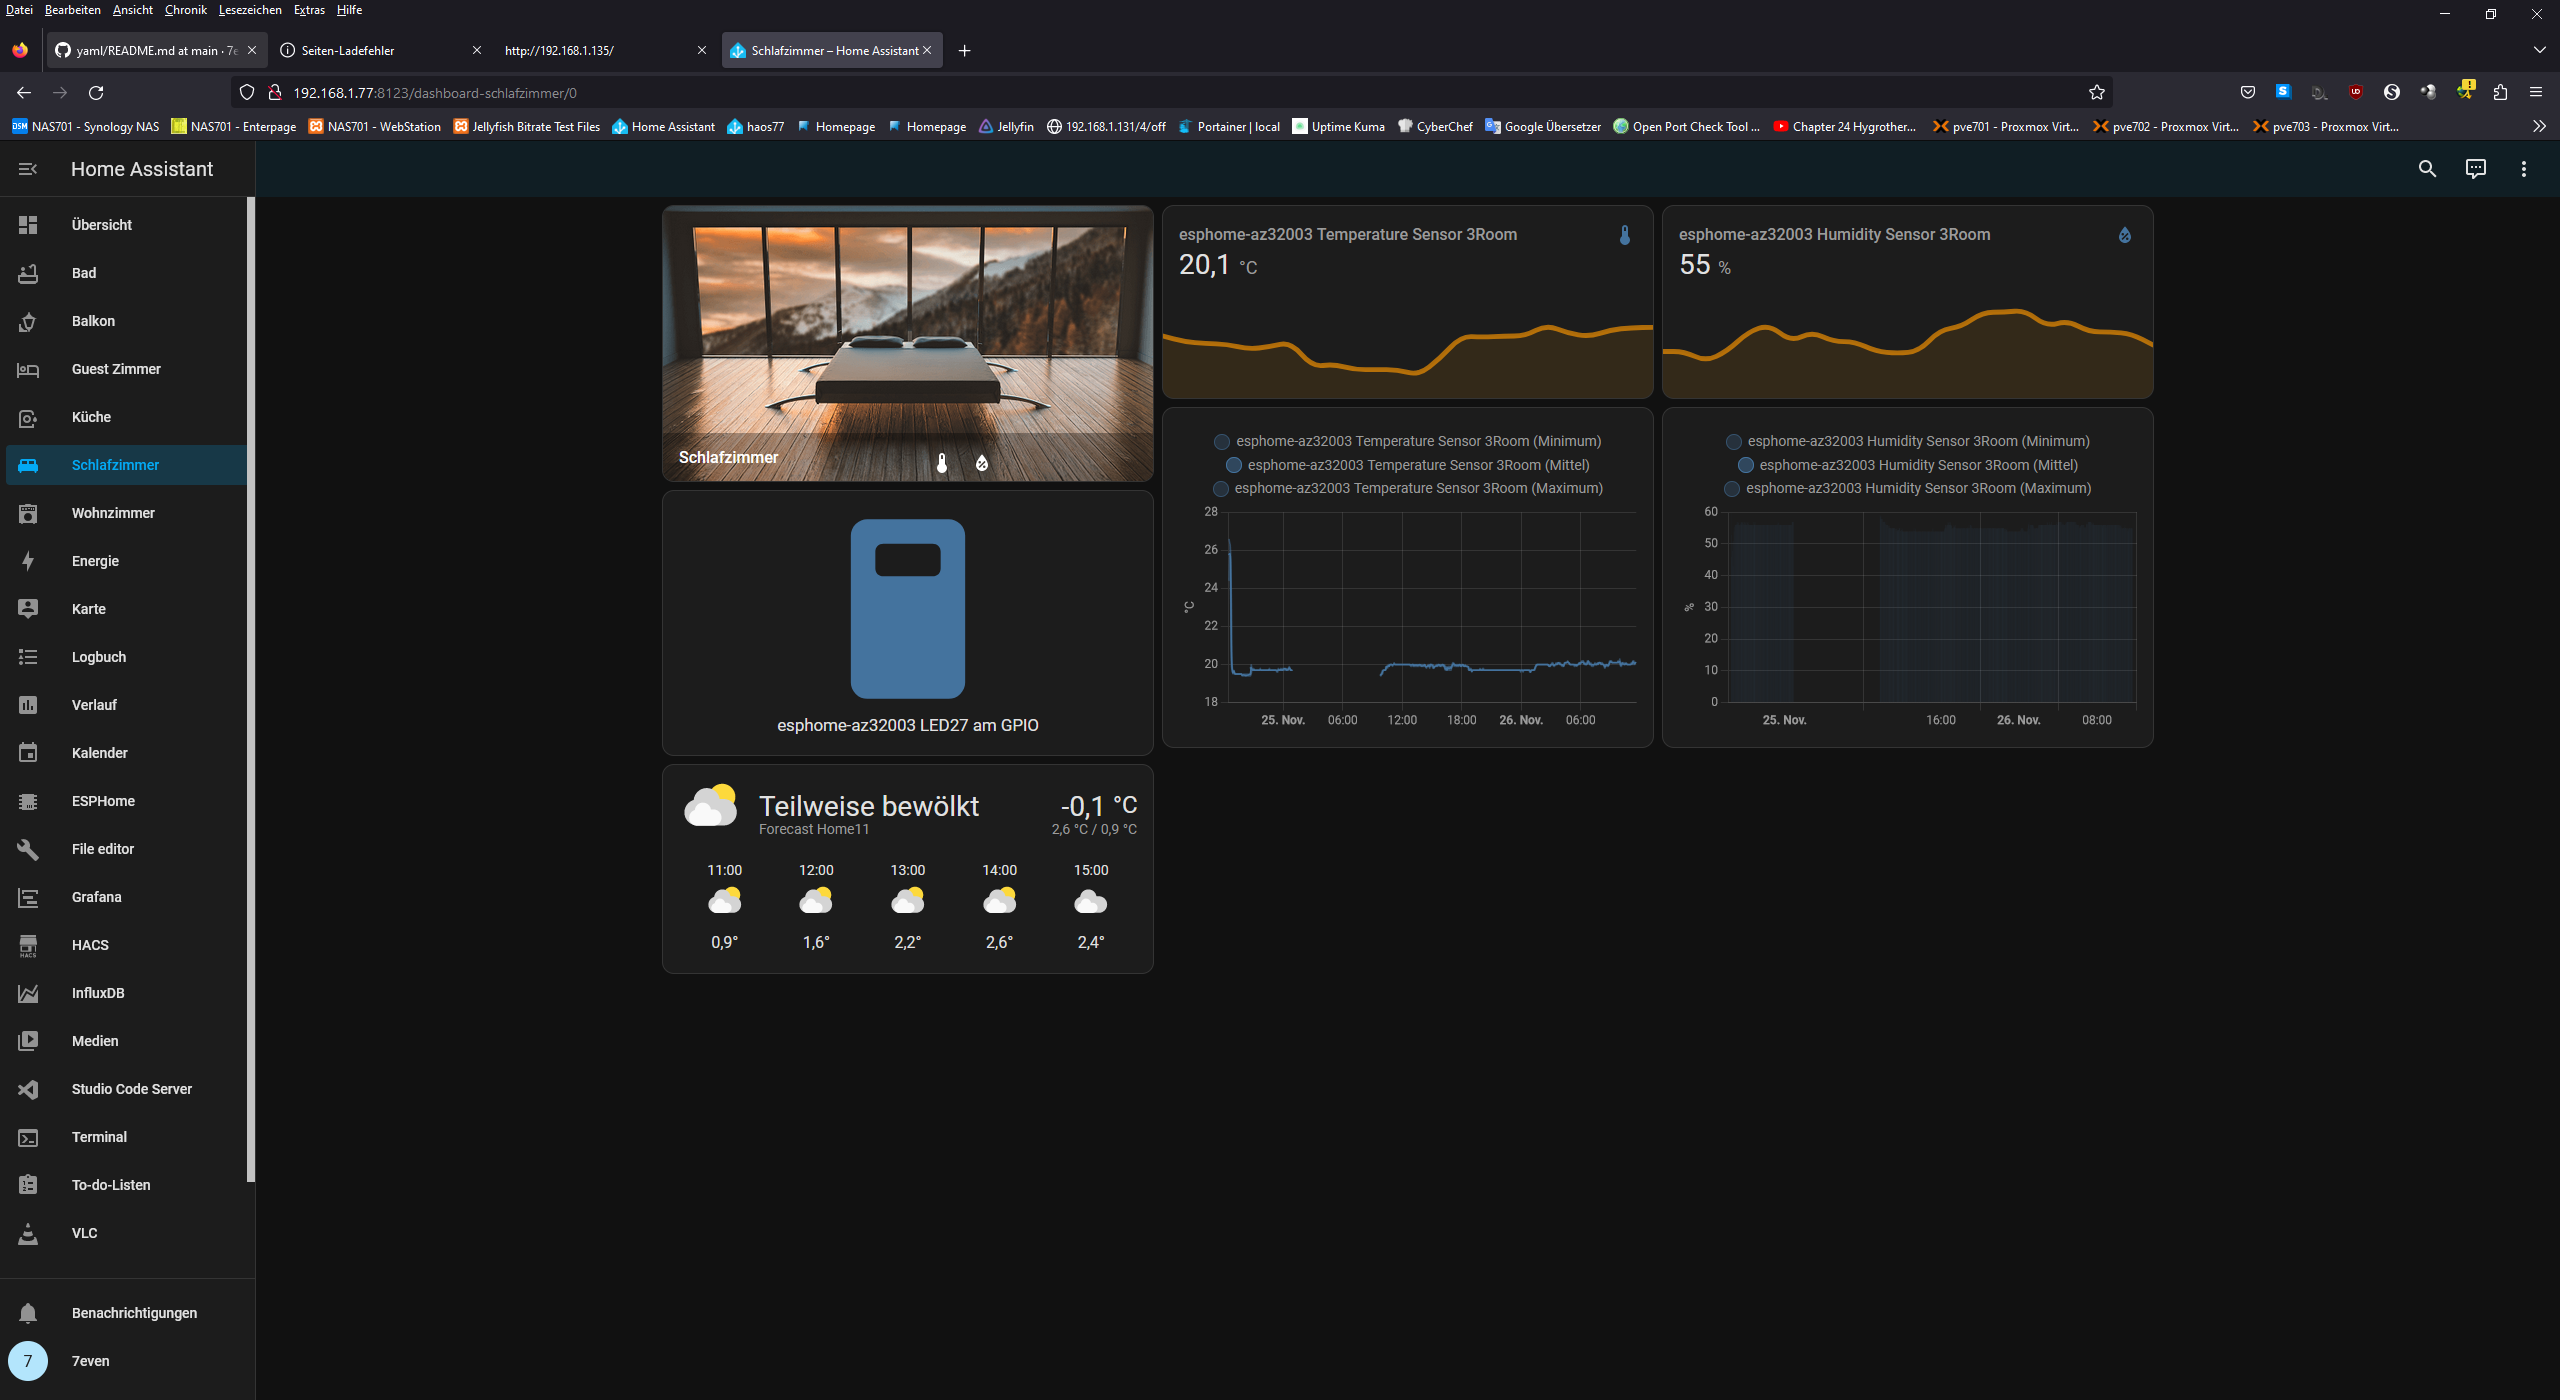 Datei Bearbeiten Ansicht Chronik Lesezeichen Extras Hilfe
yaml/README.md at main · 7e
Seiten-Ladefehler
http://192.168.1.135/
Schlafzimmer – Home Assistant
192.168.1.77:8123/dashboard-schlafzimmer/0
DSM NAS701 - Synology NAS
NAS701 - Enterpage
NAS701 - WebStation
Jellyfish Bitrate Test Files
Home Assistant
haos77
Homepage
Homepage
Jellyfin
192.168.1.131/4/off
Portainer | local
Uptime Kuma
CyberChef
Google Übersetzer
Open Port Check Tool ...
Chapter 24 Hygrother...
pve701 - Proxmox Virt...
pve702 - Proxmox Virt...
pve703 - Proxmox Virt...
Home Assistant
Übersicht
Bad
Balkon
Guest Zimmer
Küche
Schlafzimmer
Wohnzimmer
Energie
Karte
Logbuch
Verlauf
Kalender
ESPHome
File editor
Grafana
HACS
HACS
InfluxDB
Medien
Studio Code Server
Terminal
To-do-Listen
VLC
Benachrichtigungen
7
7even
Schlafzimmer
esphome-az32003 LED27 am GPIO
Teilweise bewölkt
Forecast Home11
-0,1 °C
2,6 °C / 0,9 °C
11:00 12:00 13:00 14:00 15:00
0,9° 1,6° 2,2° 2,6° 2,4°
esphome-az32003 Temperature Sensor 3Room
20,1 °C
esphome-az32003 Temperature Sensor 3Room (Minimum)
esphome-az32003 Temperature Sensor 3Room (Mittel)
esphome-az32003 Temperature Sensor 3Room (Maximum)
28
26
24
22
20
18
°C
25. Nov. 06:00 12:00 18:00 26. Nov. 06:00
esphome-az32003 Humidity Sensor 3Room
55 %
esphome-az32003 Humidity Sensor 3Room (Minimum)
esphome-az32003 Humidity Sensor 3Room (Mittel)
esphome-az32003 Humidity Sensor 3Room (Maximum)
60
50
40
30
20
10
0
%
25. Nov. 16:00 26. Nov. 08:00